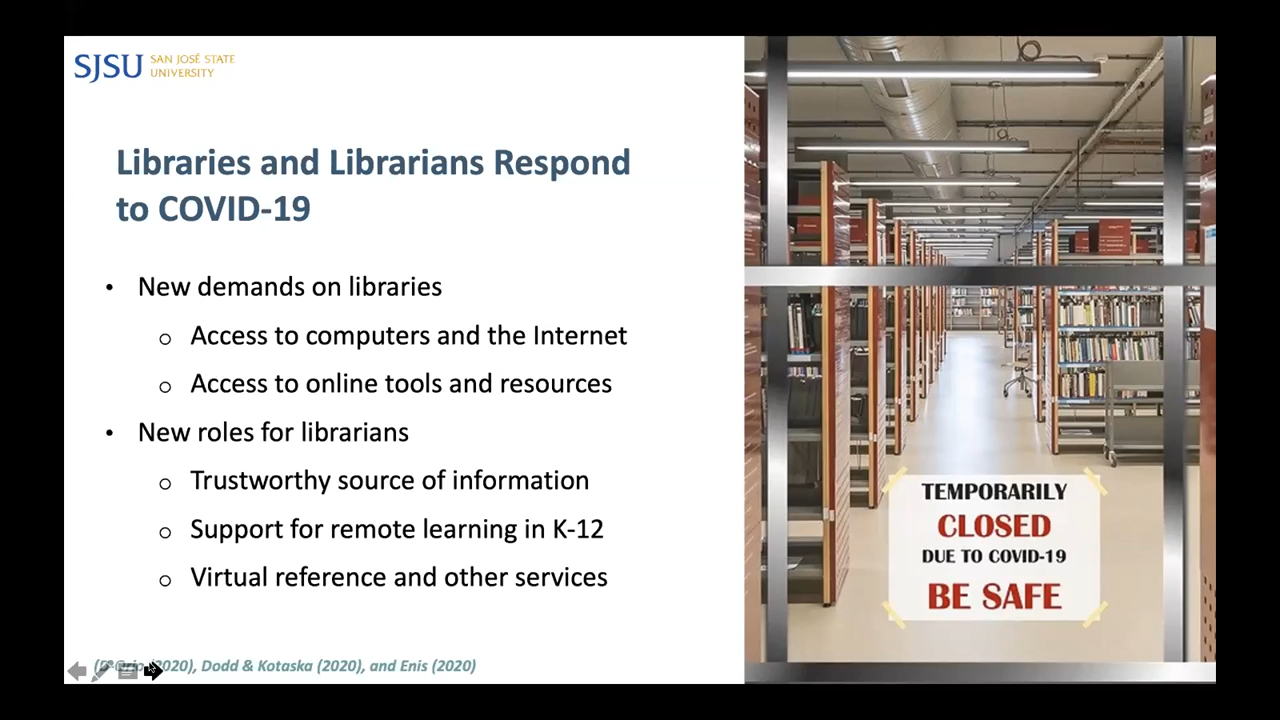 SJSU SAN JOSÉ STATE
UNIVERSITY
Libraries and Librarians Respond
to COVID-19
• New demands on libraries
o Access to computers and the Internet
o Access to online tools and resources
• New roles for librarians
o Trustworthy source of information
o Support for remote learning in K-12
o Virtual reference and other services
(2020), Dodd & Kotaska (2020), and Enis (2020)
TEMPORARILY
CLOSED
DUE TO COVID-19
BE SAFE